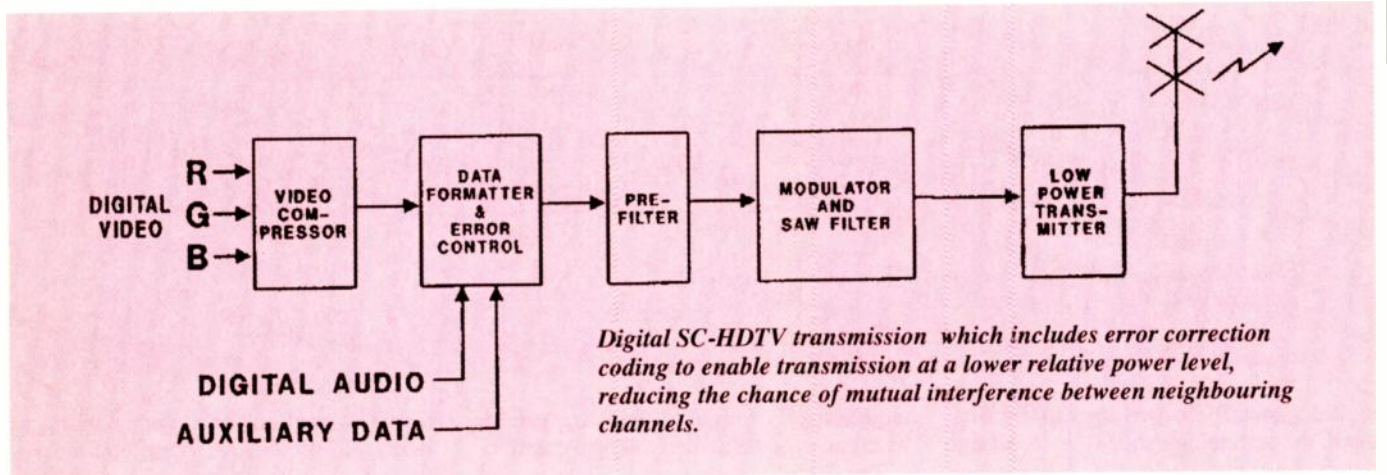 DIGITAL
VIDEO
R
G
B
VIDEO
COM-
PRESSOR
DATA
FORMATTER
&
ERROR
CONTROL
PRE-
FILTER
MODULATOR
AND
SAW FILTER
LOW
POWER
TRANS-
MITTER
DIGITAL AUDIO
AUXILIARY DATA
Digital SC-HDTV transmission which includes error correction
coding to enable transmission at a lower relative power level,
reducing the chance of mutual interference between neighbouring
channels.